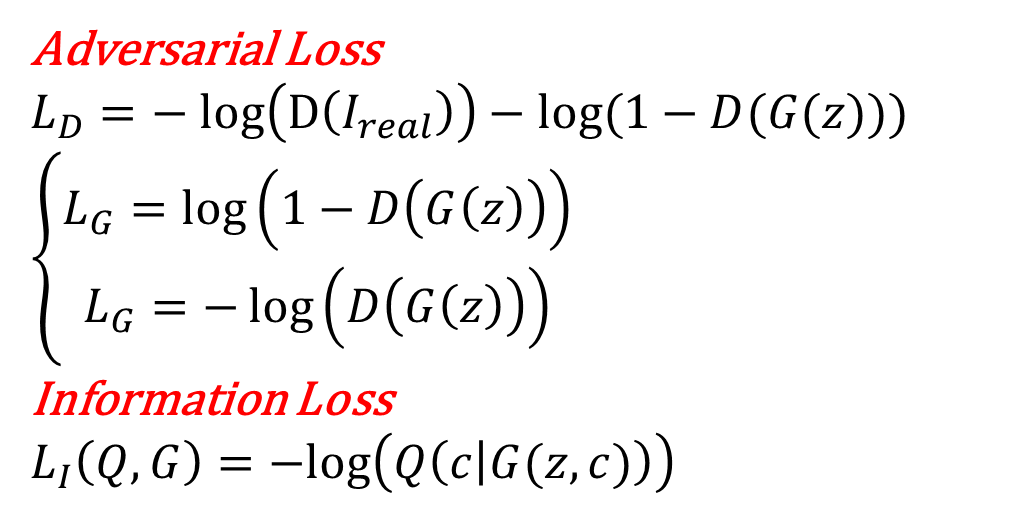 Adversarial Loss
L_D = − log(D(I_real)) − log(1 − D(G(z)))
L_G = log(1 − D(G(z)))
L_G = − log(D(G(z)))
Information Loss
L_I(Q, G) = −log(Q(c|G(z, c)))